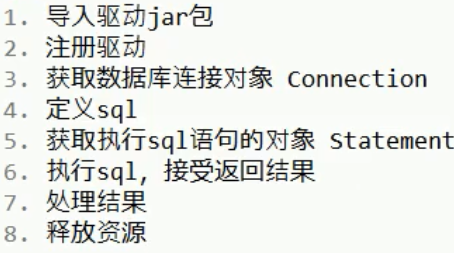 1. 导入驱动jar包
2. 注册驱动
3. 获取数据库连接对象 Connection
4. 定义sql
5. 获取执行sql语句的对象 Statement
6. 执行sql, 接受返回结果
7. 处理结果
8. 释放资源